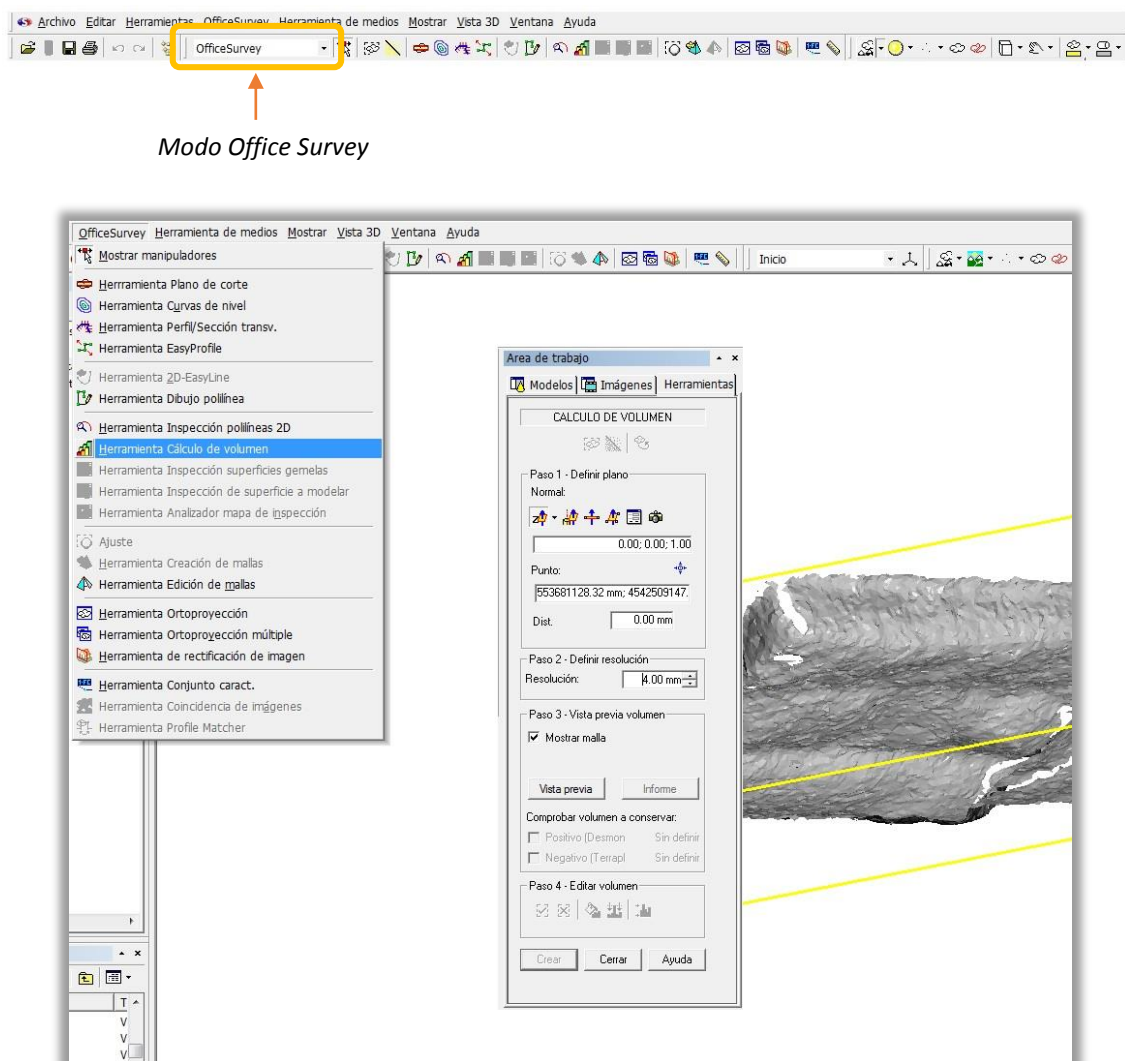 Archivo Editar Herramientas OfficeSurvey Herramienta de medios Mostrar Vista 3D Ventana Ayuda
OfficeSurvey
Modo Office Survey
OfficeSurvey Herramienta de medios Mostrar Vista 3D Ventana Ayuda
Inicio
Mostrar manipuladores
Herrramienta Plano de corte
Herramienta Curvas de nivel
Herramienta Perfil/Sección transv.
Herramienta EasyProfile
Herramienta 2D-EasyLine
Herramienta Dibujo polilínea
Herramienta Inspección polilíneas 2D
Herramienta Cálculo de volumen
Herramienta Inspección superficies gemelas
Herramienta Inspección de superficie a modelar
Herramienta Analizador mapa de inspección
Ajuste
Herramienta Creación de mallas
Herramienta Edición de mallas
Herramienta Ortoproyección
Herramienta Ortoproyección múltiple
Herramienta de rectificación de imagen
Herramienta Conjunto caract.
Herramienta Coincidencia de imágenes
Herramienta Profile Matcher
T
V
V
V
Area de trabajo
Modelos Imágenes Herramientas
CALCULO DE VOLUMEN
Paso 1 - Definir plano
Normal:
0.00; 0.00; 1.00
Punto:
553681128.32 mm; 4542509147.
Dist. 0.00 mm
Paso 2 - Definir resolución
Resolución: 4.00 mm
Paso 3 - Vista previa volumen
Mostrar malla
Vista previa Informe
Comprobar volumen a conservar:
Positivo (Desmon Sin definir
Negativo (Terrapl Sin definir
Paso 4 - Editar volumen
Crear Cerrar Ayuda